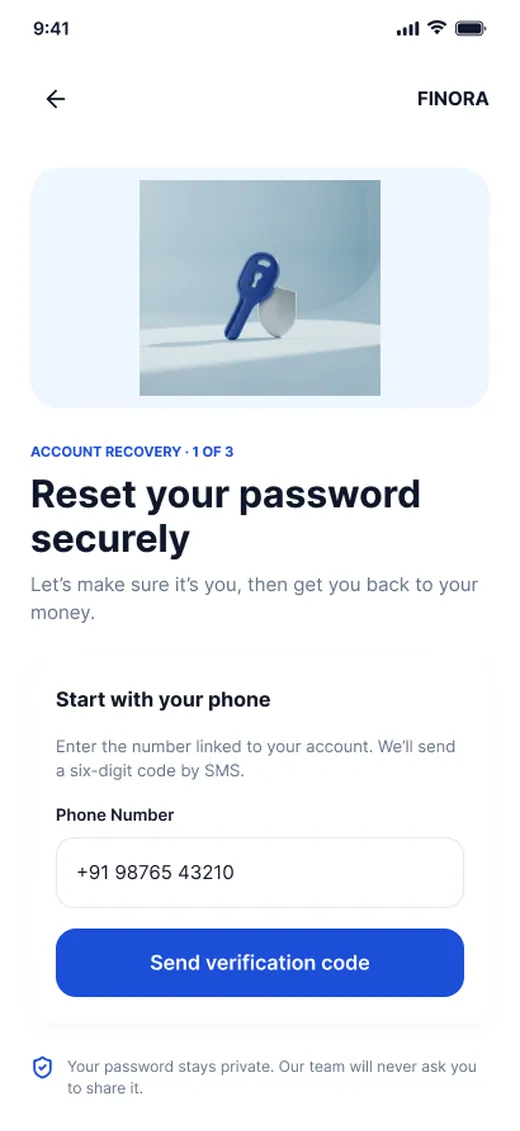 9:41
FINORA
ACCOUNT RECOVERY · 1 OF 3
Reset your password
securely
Let’s make sure it’s you, then get you back to your
money.
Start with your phone
Enter the number linked to your account. We’ll send
a six-digit code by SMS.
Phone Number
+91 98765 43210
Send verification code
Your password stays private. Our team will never ask you
to share it.